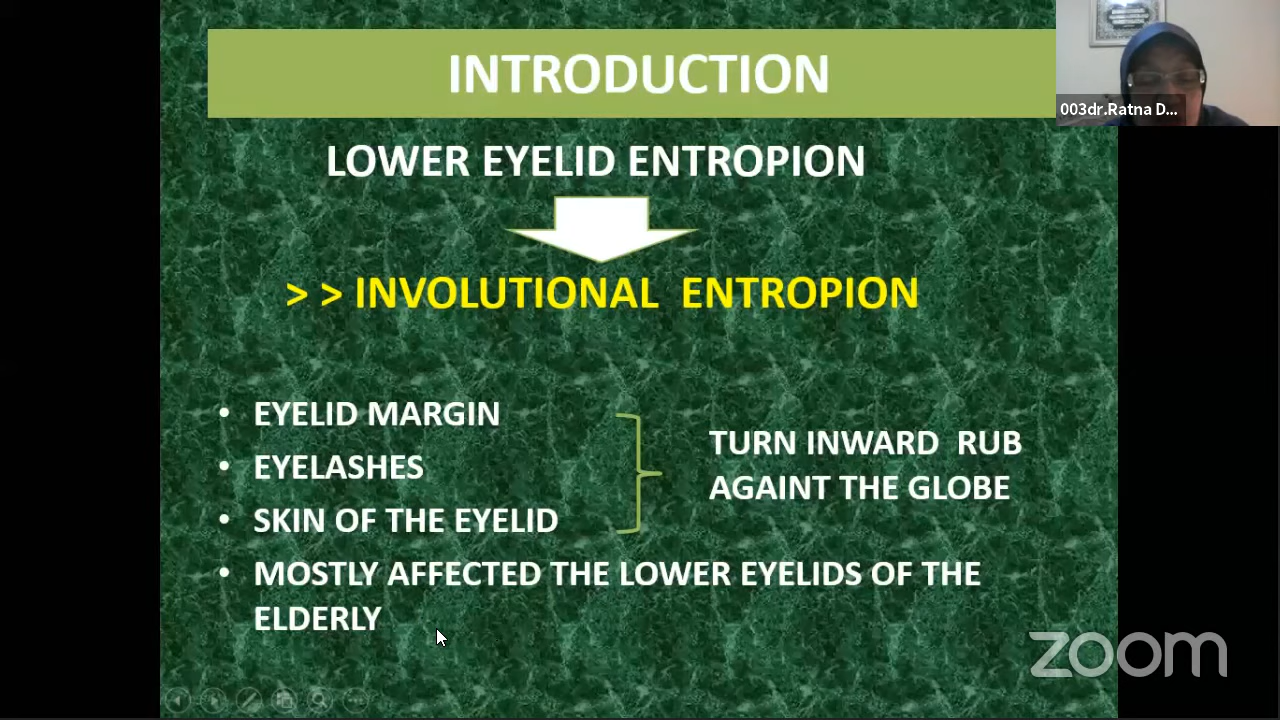 INTRODUCTION
003dr.Ratna D...
LOWER EYELID ENTROPION
> > INVOLUTIONAL ENTROPION
• EYELID MARGIN
• EYELASHES
• SKIN OF THE EYELID
TURN INWARD RUB
AGAINT THE GLOBE
• MOSTLY AFFECTED THE LOWER EYELIDS OF THE
ELDERLY
zoom